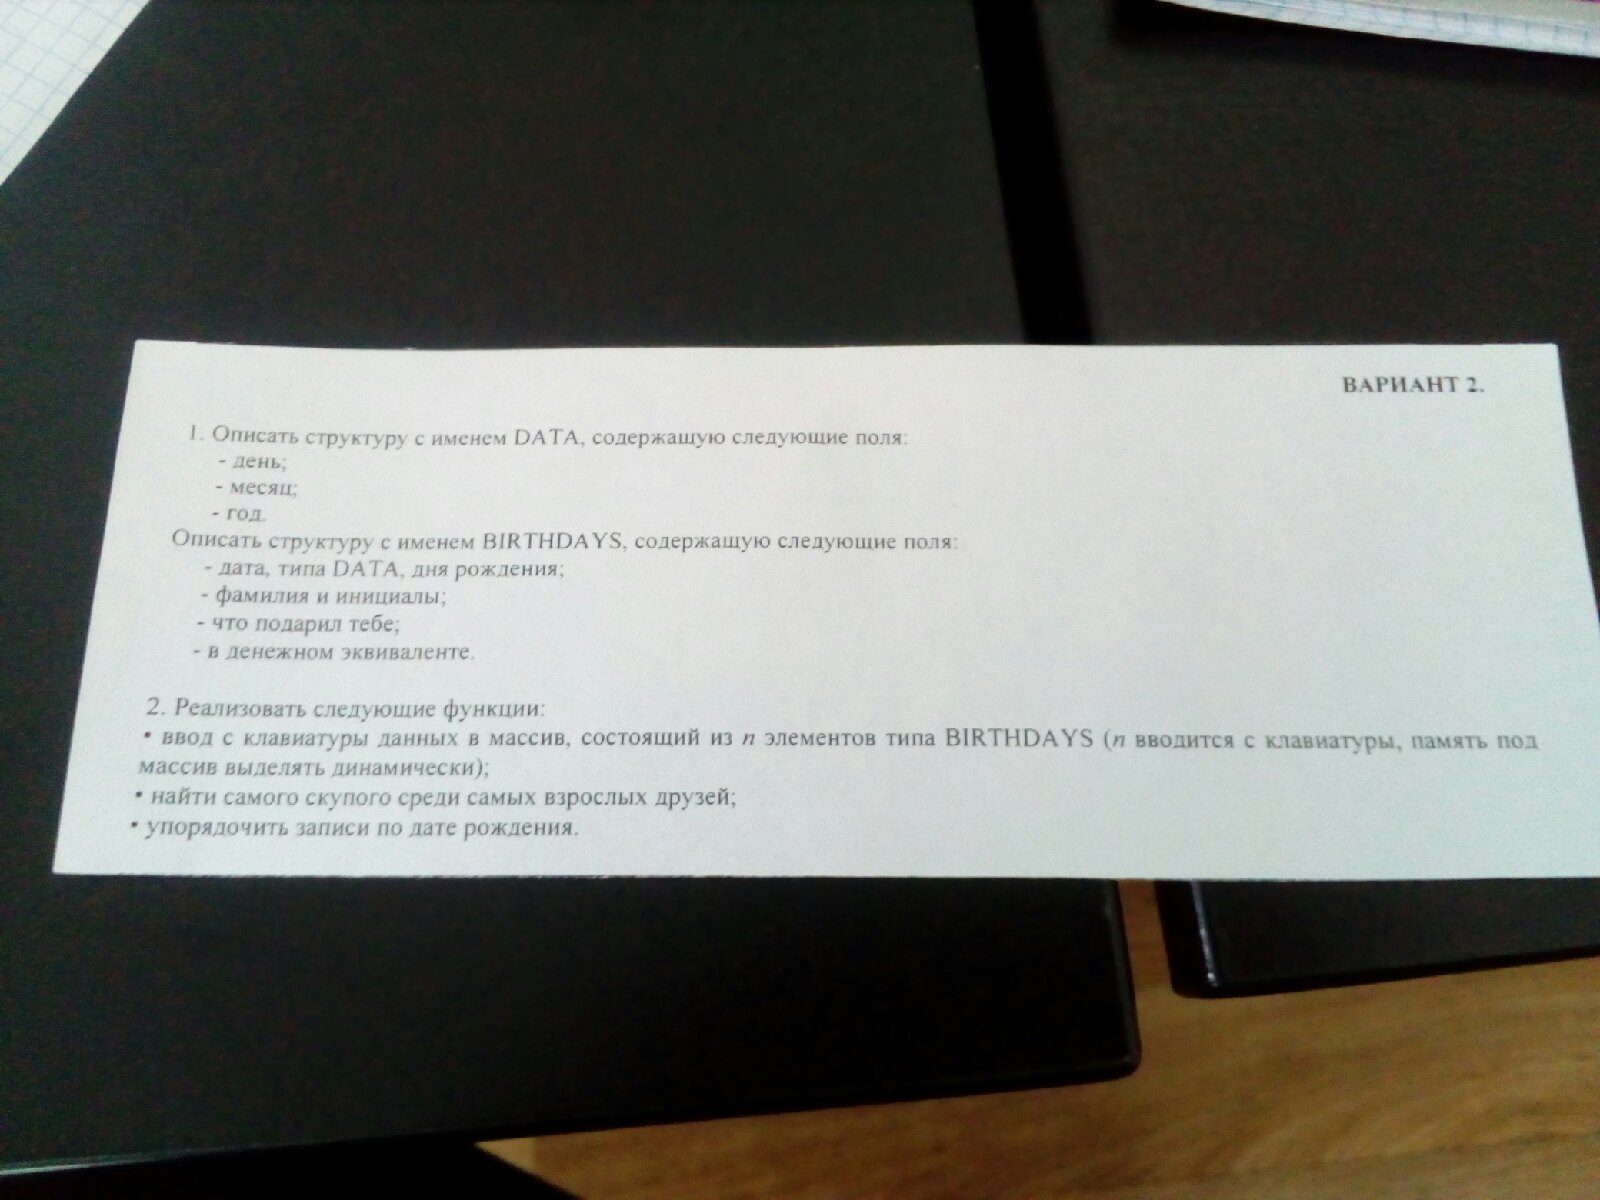 ВАРИАНТ 2.
1. Описать структуру с именем DATA, содержащую следующие поля:
- день;
- месяц;
- год.
Описать структуру с именем BIRTHDAYS, содержащую следующие поля:
- дата, типа DATA, дня рождения;
- фамилия и инициалы;
- что подарил тебе;
- в денежном эквиваленте.
2. Реализовать следующие функции:
• ввод с клавиатуры данных в массив, состоящий из n элементов типа BIRTHDAYS (n вводится с клавиатуры, память под
массив выделять динамически);
• найти самого скупого среди самых взрослых друзей;
• упорядочить записи по дате рождения.